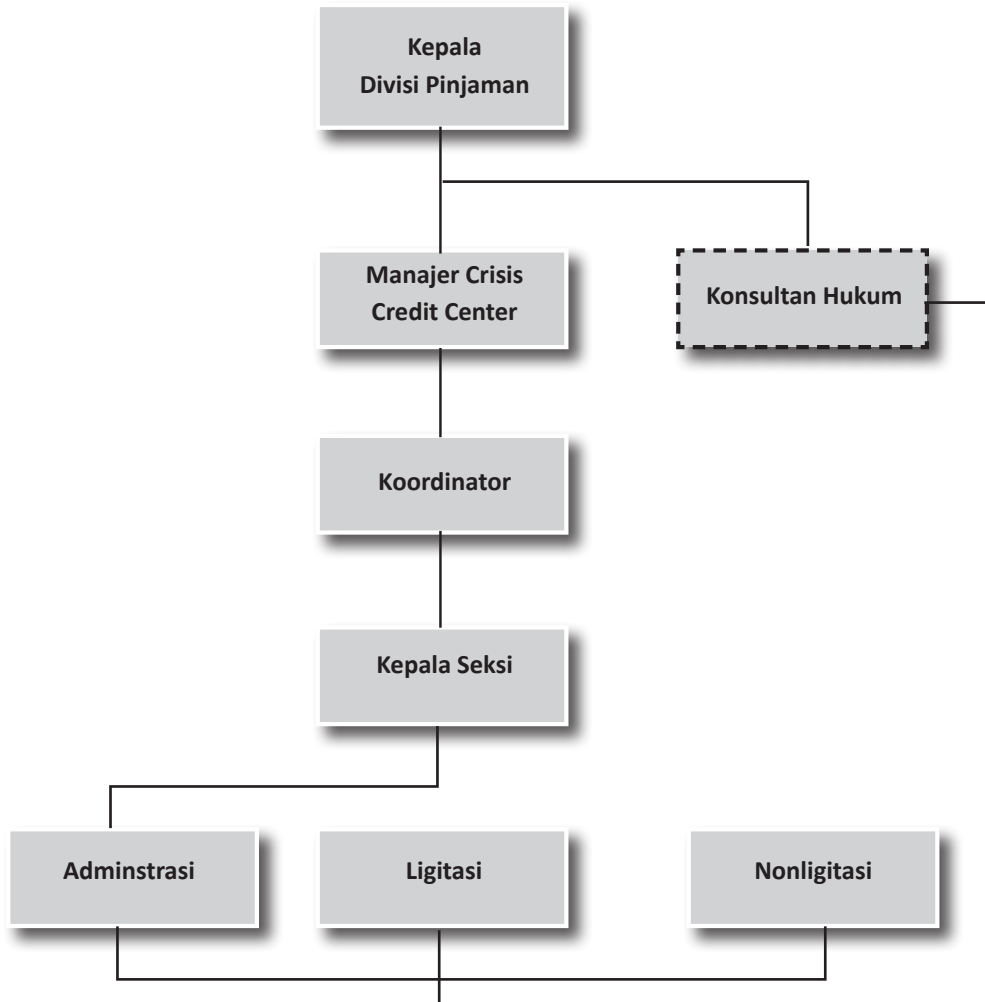 Kepala
Divisi Pinjaman
Manajer Crisis
Credit Center
Konsultan Hukum
Koordinator
Kepala Seksi
Adminstrasi
Ligitasi
Nonligitasi